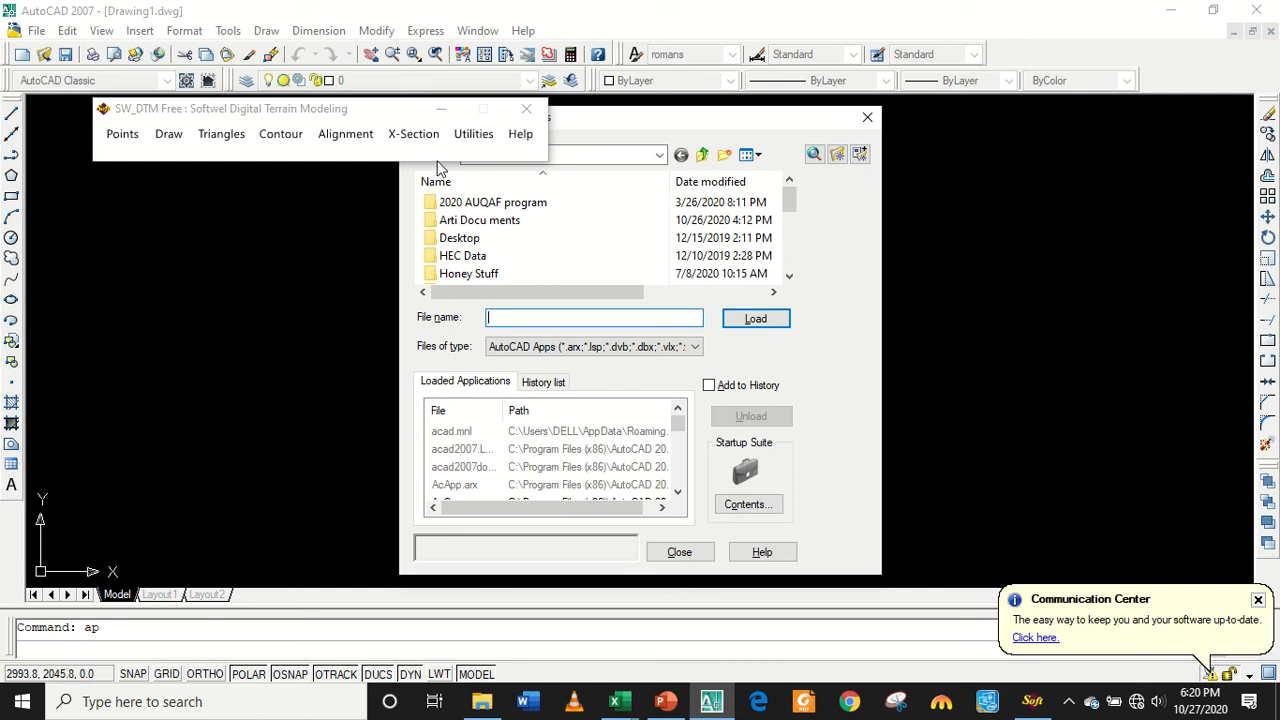 AutoCAD 2007 - [Drawing1.dwg]
File Edit View Insert Format Tools Draw Dimension Modify Express Window Help
romans Standard Standard
AutoCAD Classic 0 ByLayer ByLayer ByLayer ByColor
SW_DTM Free : Softwel Digital Terrain Modeling
Points Draw Triangles Contour Alignment X-Section Utilities Help
Name Date modified
2020 AUQAF program 3/26/2020 8:11 PM
Arti Docu ments 10/26/2020 4:12 PM
Desktop 12/15/2019 2:11 PM
HEC Data 12/10/2019 2:28 PM
Honey Stuff 7/8/2020 10:15 AM
File name: Load
Files of type: AutoCAD Apps (*.arx;*.lsp;*.dvb;*.dbx;*.vlx;*.
Loaded Applications History list Add to History
File Path Unload
acad.mnl C:\Users\DELL\AppData\Roaming.
acad2007.L... C:\Program Files (x86)\AutoCAD 20.
acad2007do... C:\Program Files (x86)\AutoCAD 20.
AcApp.arx C:\Program Files (x86)\AutoCAD 20.
Startup Suite
Contents...
Close Help
Y
X
Model Layout1 Layout2
Command: ap
Communication Center
The easy way to keep you and your software up-to-date.
Click here.
2993.8, 2045.8, 0.0 SNAP GRID ORTHO POLAR OSNAP OTRACK DUCS DYN LWT MODEL
Type here to search
Soft
6:20 PM
10/27/2020